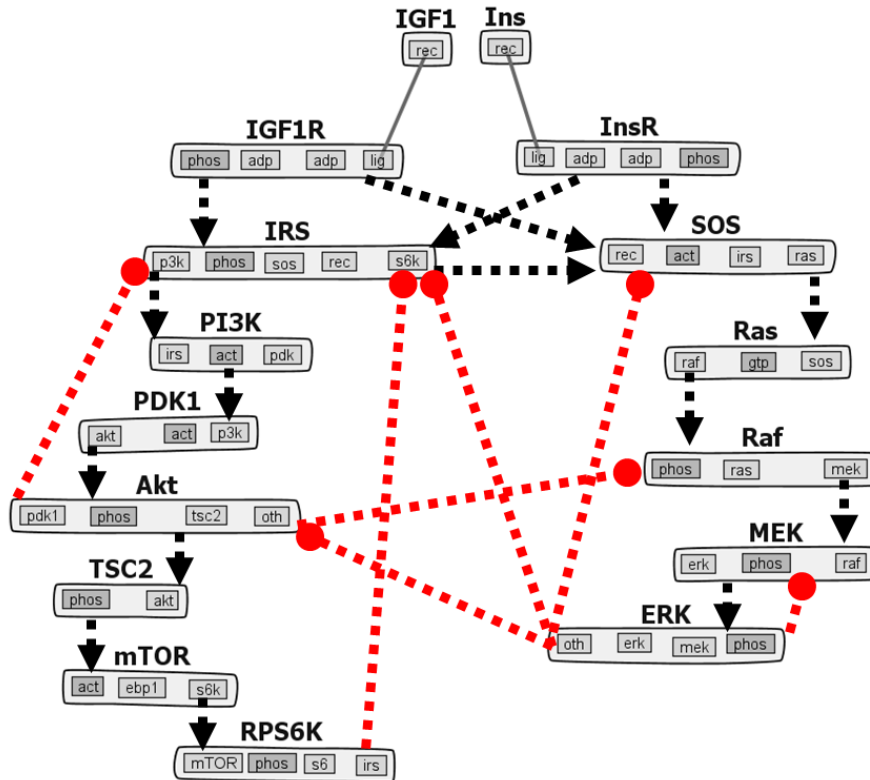 IGF1 Ins
rec rec
IGF1R InsR
phos adp adp lig lig adp adp phos
IRS SOS
p3k phos sos rec s6k rec act irs ras
PI3K Ras
irs act pdk raf gtp sos
PDK1 Raf
akt act p3k phos ras mek
Akt MEK
pdk1 phos tsc2 oth erk phos raf
TSC2 ERK
phos akt oth erk mek phos
mTOR
act ebp1 s6k
RPS6K
mTOR phos s6 irs